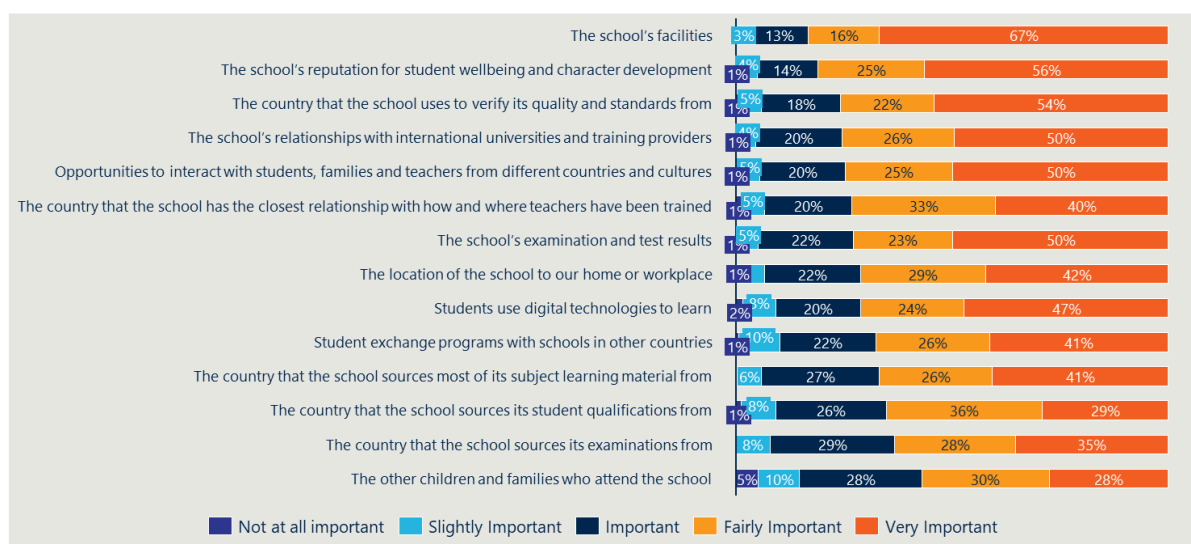 The school's facilities 3% 13% 16% 67%
The school's reputation for student wellbeing and character development 1% 4% 14% 25% 56%
The country that the school uses to verify its quality and standards from 1% 5% 18% 22% 54%
The school's relationships with international universities and training providers 1% 4% 20% 26% 50%
Opportunities to interact with students, families and teachers from different countries and cultures 1% 5% 20% 25% 50%
The country that the school has the closest relationship with how and where teachers have been trained 1% 5% 20% 33% 40%
The school's examination and test results 1% 5% 22% 23% 50%
The location of the school to our home or workplace 1% 22% 29% 42%
Students use digital technologies to learn 2% 8% 20% 24% 47%
Student exchange programs with schools in other countries 1% 10% 22% 26% 41%
The country that the school sources most of its subject learning material from 6% 27% 26% 41%
The country that the school sources its student qualifications from 1% 8% 26% 36% 29%
The country that the school sources its examinations from 8% 29% 28% 35%
The other children and families who attend the school 5% 10% 28% 30% 28%
Not at all important Slightly Important Important Fairly Important Very Important